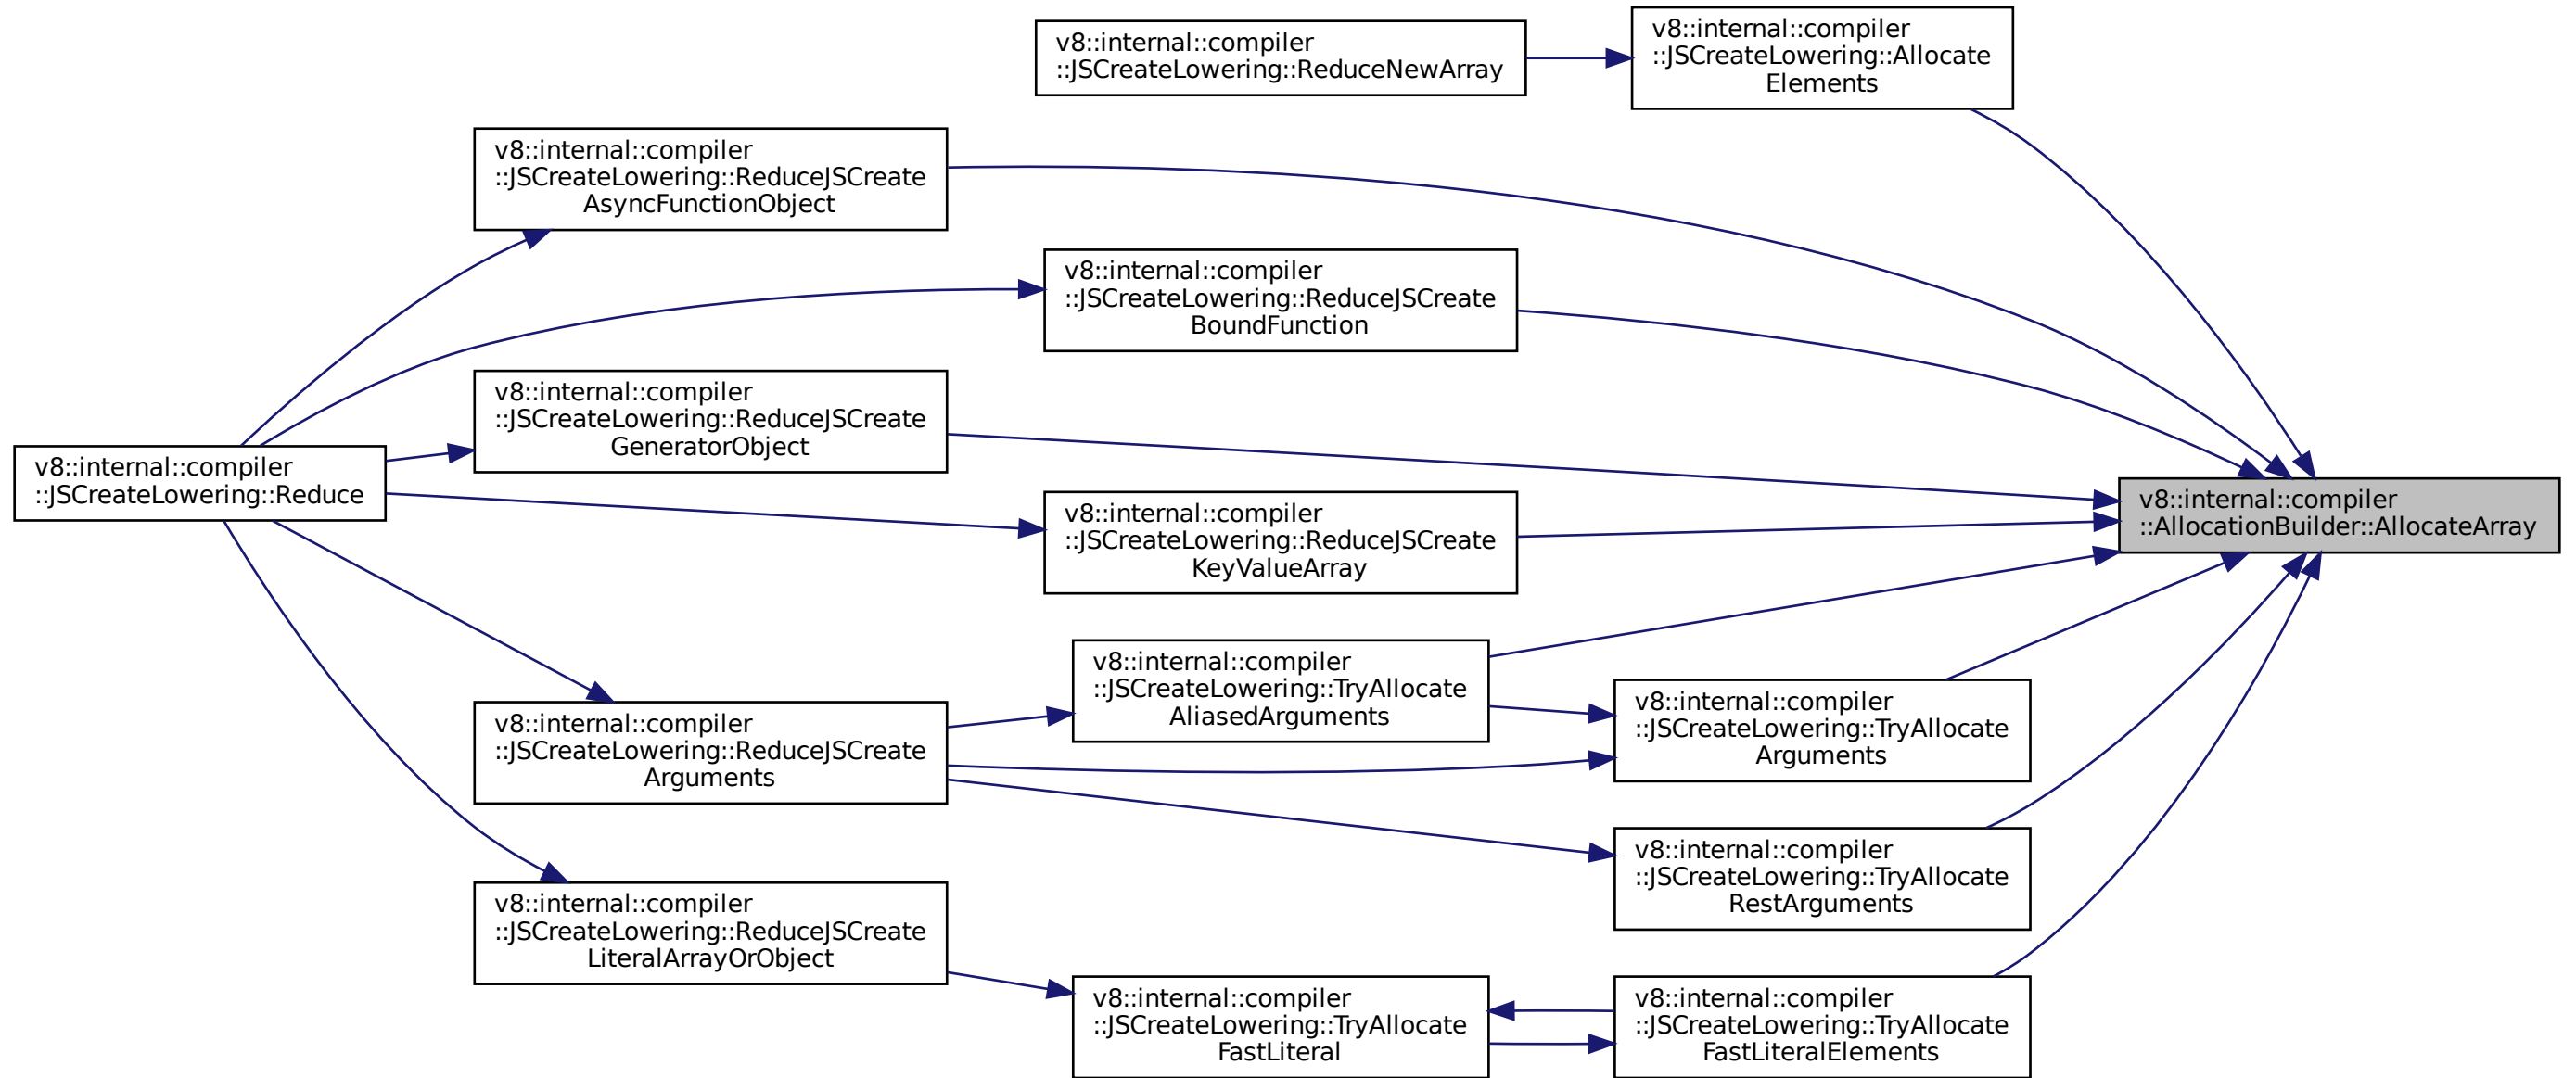 v8::internal::compiler
::JSCreateLowering::Allocate
Elements
v8::internal::compiler
::JSCreateLowering::ReduceNewArray
v8::internal::compiler
::JSCreateLowering::ReduceJSCreate
AsyncFunctionObject
v8::internal::compiler
::JSCreateLowering::ReduceJSCreate
BoundFunction
v8::internal::compiler
::JSCreateLowering::ReduceJSCreate
GeneratorObject
v8::internal::compiler
::JSCreateLowering::Reduce
v8::internal::compiler
::AllocationBuilder::AllocateArray
v8::internal::compiler
::JSCreateLowering::ReduceJSCreate
KeyValueArray
v8::internal::compiler
::JSCreateLowering::TryAllocate
AliasedArguments
v8::internal::compiler
::JSCreateLowering::TryAllocate
Arguments
v8::internal::compiler
::JSCreateLowering::ReduceJSCreate
Arguments
v8::internal::compiler
::JSCreateLowering::TryAllocate
RestArguments
v8::internal::compiler
::JSCreateLowering::ReduceJSCreate
LiteralArrayOrObject
v8::internal::compiler
::JSCreateLowering::TryAllocate
FastLiteral
v8::internal::compiler
::JSCreateLowering::TryAllocate
FastLiteralElements